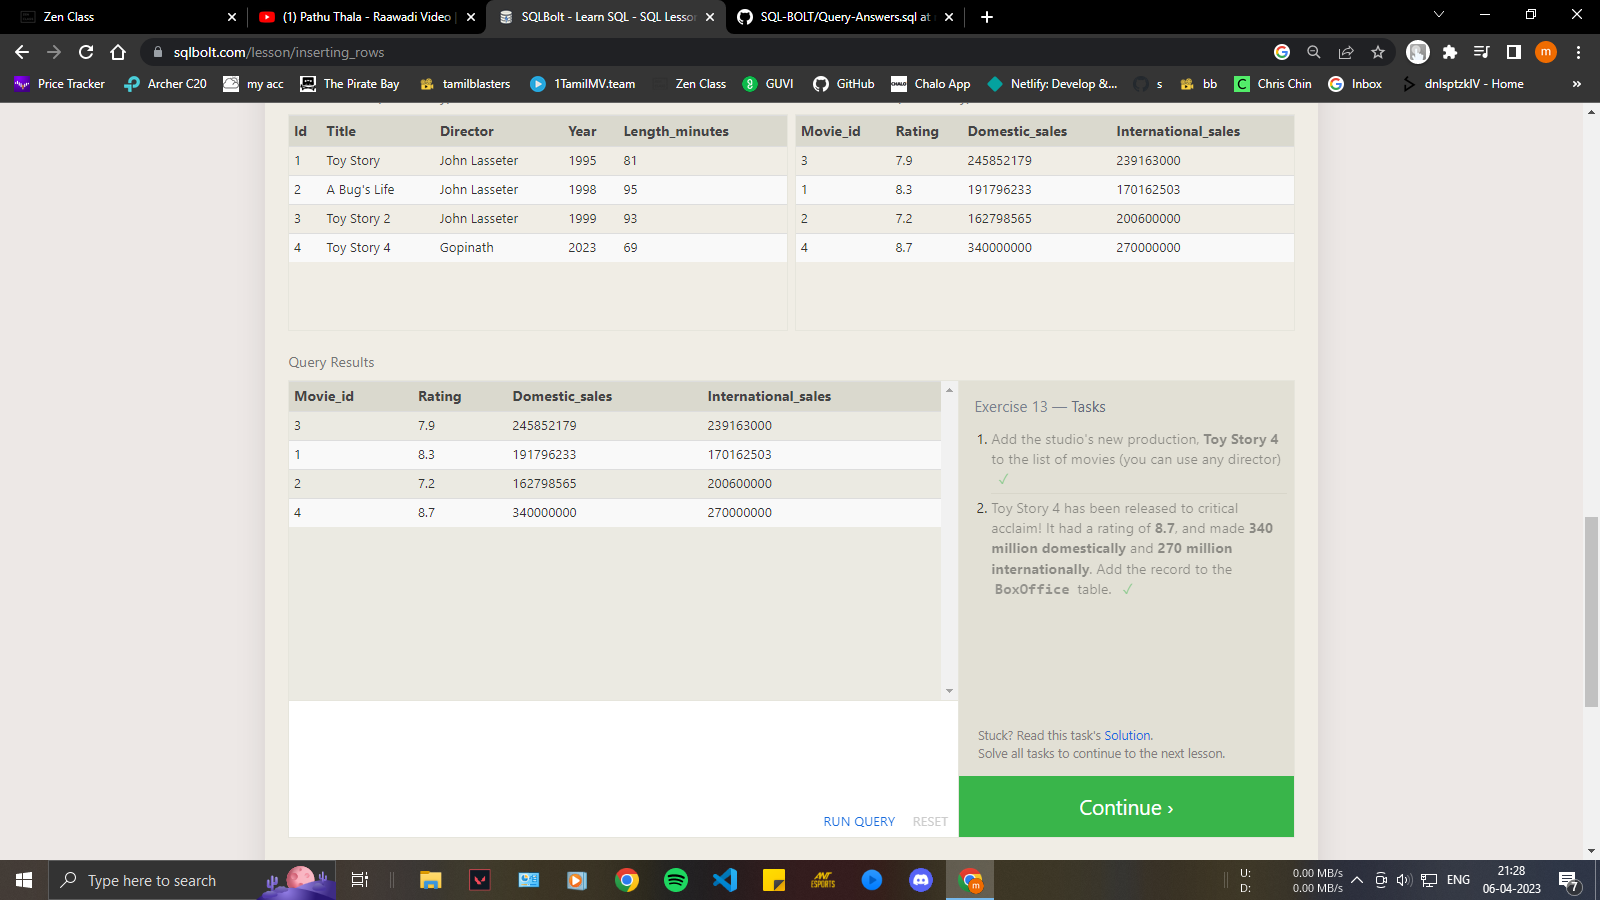 Zen Class
(1) Pathu Thala - Raawadi Video
SQLBolt - Learn SQL - SQL Lesson
SQL-BOLT/Query-Answers.sql at
sqlbolt.com/lesson/inserting_rows
m
Price Tracker
Archer C20
my acc
The Pirate Bay
tamilblasters
1TamilMV.team
Zen Class
GUVI
GitHub
Chalo App
Netlify: Develop &...
s
bb
Chris Chin
Inbox
dnlsptzklV - Home
»
Id Title Director Year Length_minutes
1 Toy Story John Lasseter 1995 81
2 A Bug's Life John Lasseter 1998 95
3 Toy Story 2 John Lasseter 1999 93
4 Toy Story 4 Gopinath 2023 69
Movie_id Rating Domestic_sales International_sales
3 7.9 245852179 239163000
1 8.3 191796233 170162503
2 7.2 162798565 200600000
4 8.7 340000000 270000000
Query Results
Movie_id Rating Domestic_sales International_sales
3 7.9 245852179 239163000
1 8.3 191796233 170162503
2 7.2 162798565 200600000
4 8.7 340000000 270000000
Exercise 13 — Tasks
1. Add the studio's new production, Toy Story 4
to the list of movies (you can use any director)
✓
2. Toy Story 4 has been released to critical
acclaim! It had a rating of 8.7, and made 340
million domestically and 270 million
internationally. Add the record to the
BoxOffice table. ✓
Stuck? Read this task's Solution.
Solve all tasks to continue to the next lesson.
RUN QUERY RESET
Continue ›
Type here to search
ESPORTS
m
U: 0.00 MB/s
D: 0.00 MB/s
ENG
21:28
06-04-2023
7